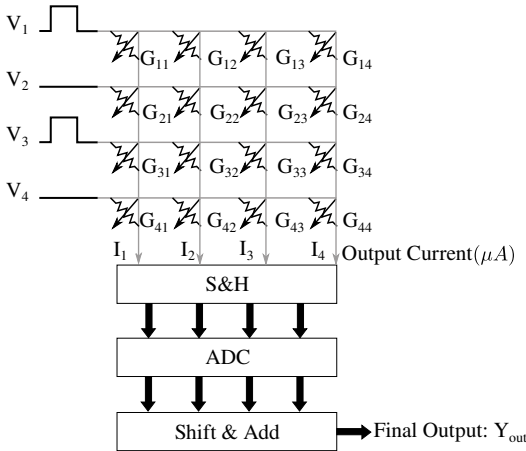 V1
G11 G12 G13 G14
V2
G21 G22 G23 G24
V3
G31 G32 G33 G34
V4
G41 G42 G43 G44
I1 I2 I3 I4 Output Current(μA)
S&H
ADC
Shift & Add
Final Output: Yout